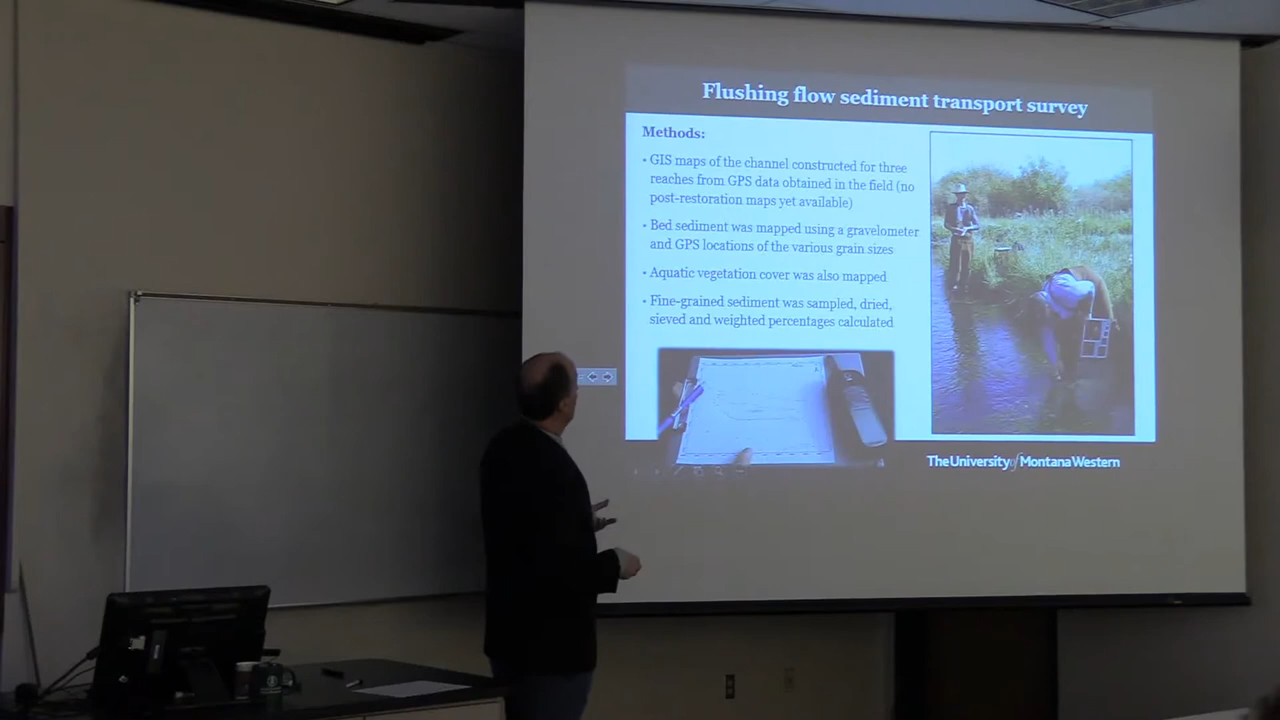 Flushing flow sediment transport survey
Methods:
• GIS maps of the channel constructed for three
reaches from GPS data obtained in the field (no
post-restoration maps yet available)
• Bed sediment was mapped using a gravelometer
and GPS locations of the various grain sizes
• Aquatic vegetation cover was also mapped
• Fine-grained sediment was sampled, dried,
sieved and weighted percentages calculated
The University of Montana Western